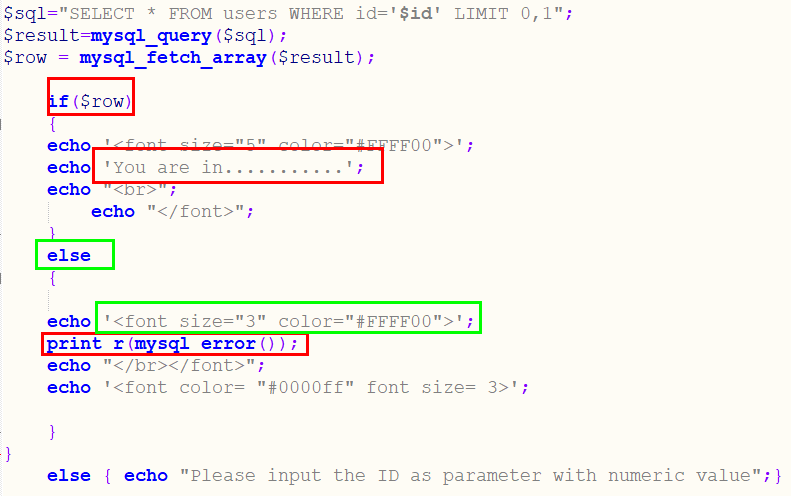 $sql="SELECT * FROM users WHERE id='$id' LIMIT 0,1";
$result=mysql_query($sql);
$row = mysql_fetch_array($result);
if($row)
{
echo '<font size="5" color="#FFFF00">';
echo 'You are in...........';
echo "<br>";
echo "</font>";
}
else
{
echo '<font size="3" color="#FFFF00">';
print_r(mysql_error());
echo "</br></font>";
echo '<font color= "#0000ff" font size= 3>';
}
}
else { echo "Please input the ID as parameter with numeric value";}